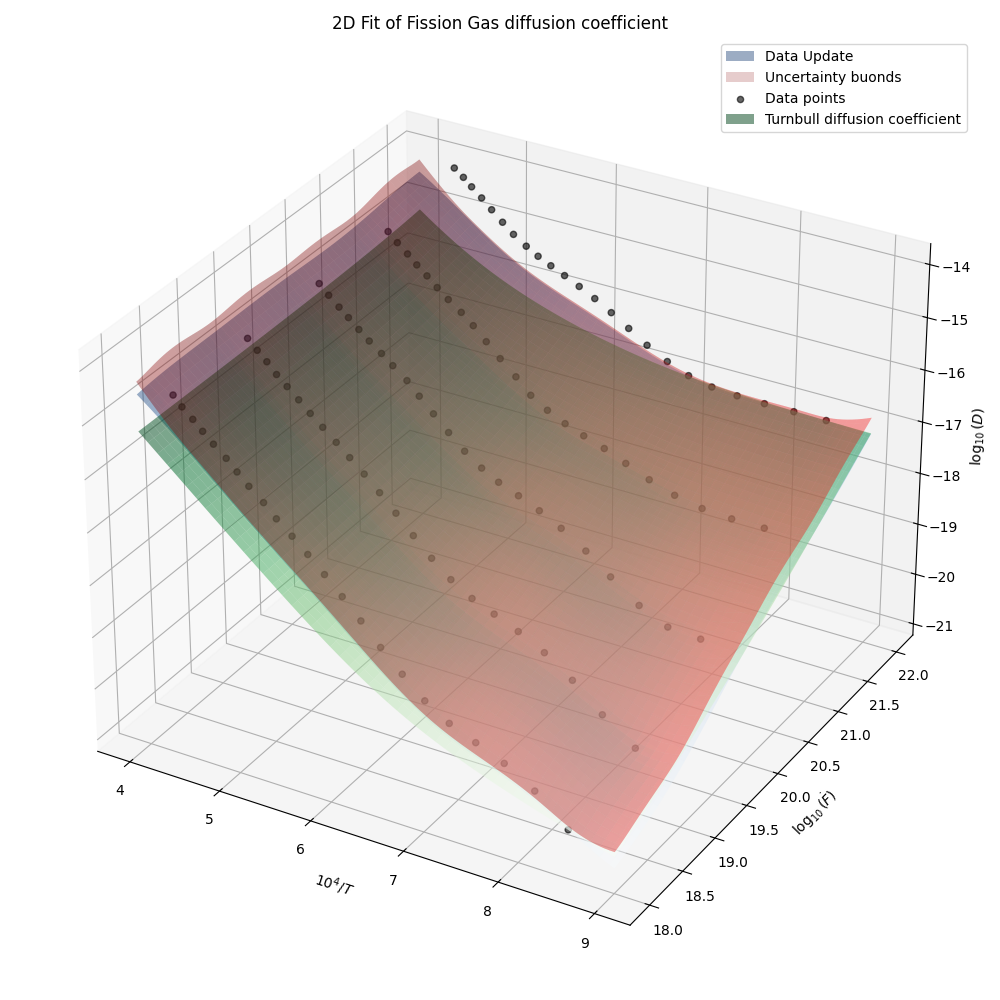 2D Fit of Fission Gas diffusion coefficient
Data Update
Uncertainty buonds
Data points
Turnbull diffusion coefficient
−14
−15
−16
−17
−18
−19
−20
−21
log₁₀(D)
22.0
21.5
21.0
20.5
20.0
19.5
19.0
18.5
18.0
log₁₀(Ḟ)
4
5
6
7
8
9
10⁴/T